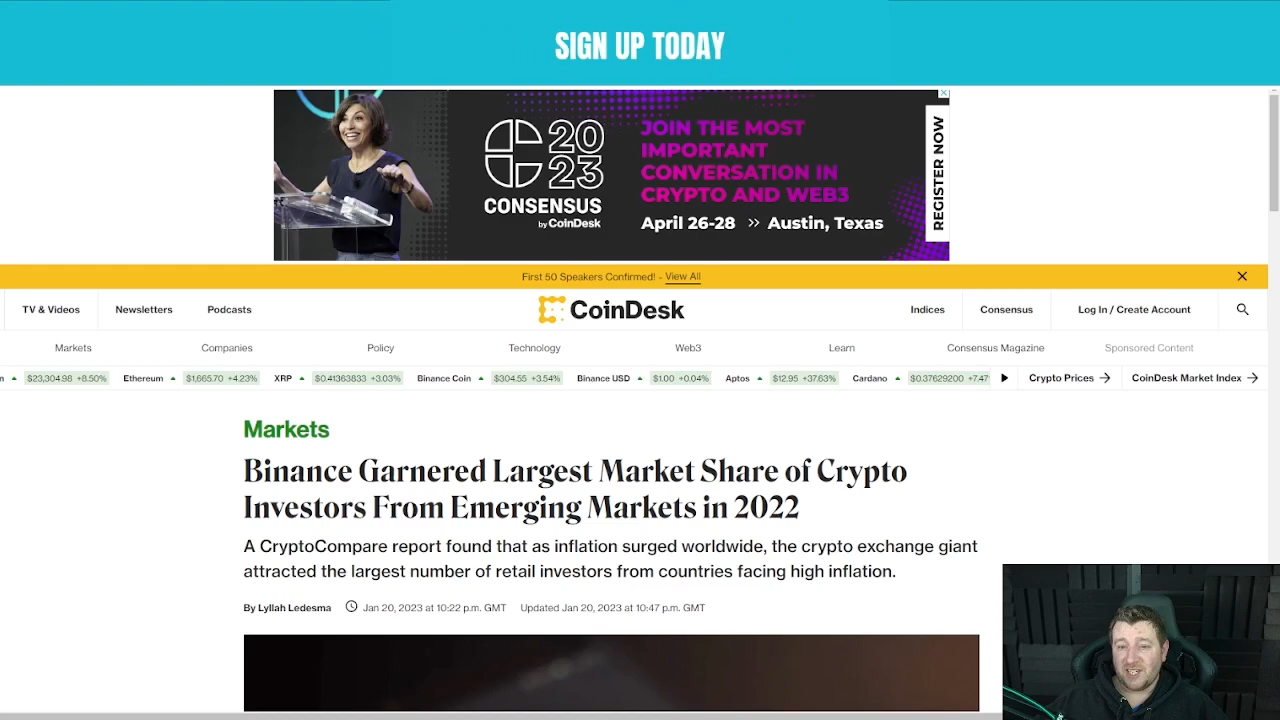 SIGN UP TODAY
2023
CONSENSUS
by CoinDesk
JOIN THE MOST
IMPORTANT
CONVERSATION IN
CRYPTO AND WEB3
April 26-28 >> Austin, Texas
REGISTER NOW
First 50 Speakers Confirmed! - View All
TV & Videos Newsletters Podcasts CoinDesk Indices Consensus Log In / Create Account
Markets Companies Policy Technology Web3 Learn Consensus Magazine Sponsored Content
$23,304.98 +8.50% Ethereum $1,665.70 +4.23% XRP $0.41363833 +3.03% Binance Coin $304.55 +3.54% Binance USD $1.00 +0.04% Aptos $12.95 +37.63% Cardano $0.37629200 +7.47 Crypto Prices → CoinDesk Market Index →
Markets
Binance Garnered Largest Market Share of Crypto
Investors From Emerging Markets in 2022
A CryptoCompare report found that as inflation surged worldwide, the crypto exchange giant
attracted the largest number of retail investors from countries facing high inflation.
By Lyllah Ledesma Jan 20, 2023 at 10:22 p.m. GMT Updated Jan 20, 2023 at 10:47 p.m. GMT